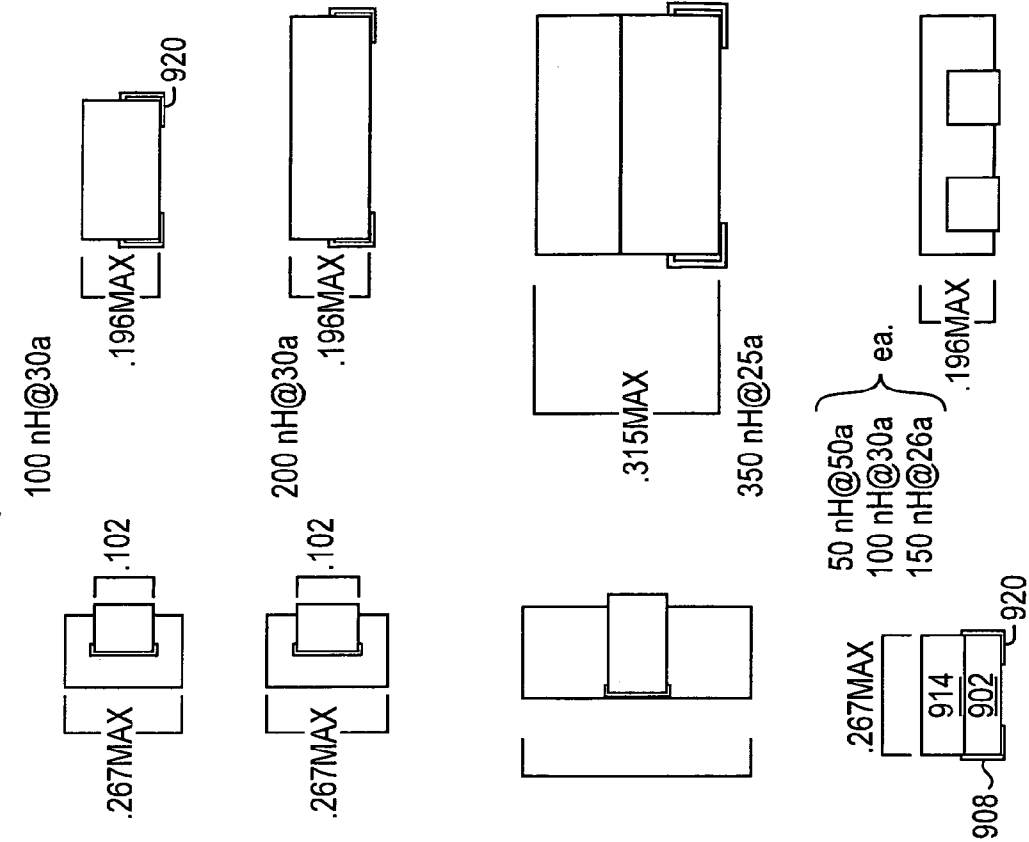 100 nH@30a
.102
.267MAX
.196MAX
920
200 nH@30a
.102
.267MAX
.196MAX
.315MAX
350 nH@25a
50 nH@50a
100 nH@30a
150 nH@26a
ea.
.267MAX
914
902
908
920
.196MAX